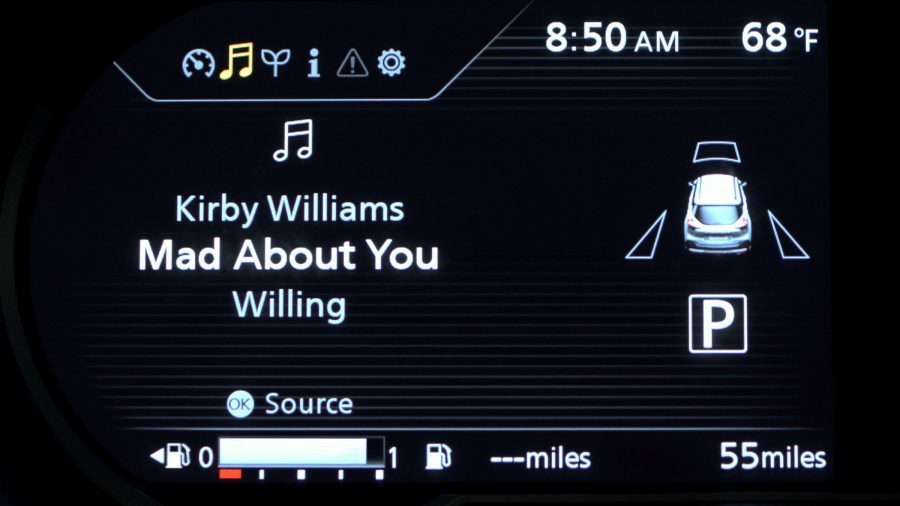 8:50 AM 68 °F
Kirby Williams
Mad About You
Willing
P
OK Source
0 1 ---miles 55miles